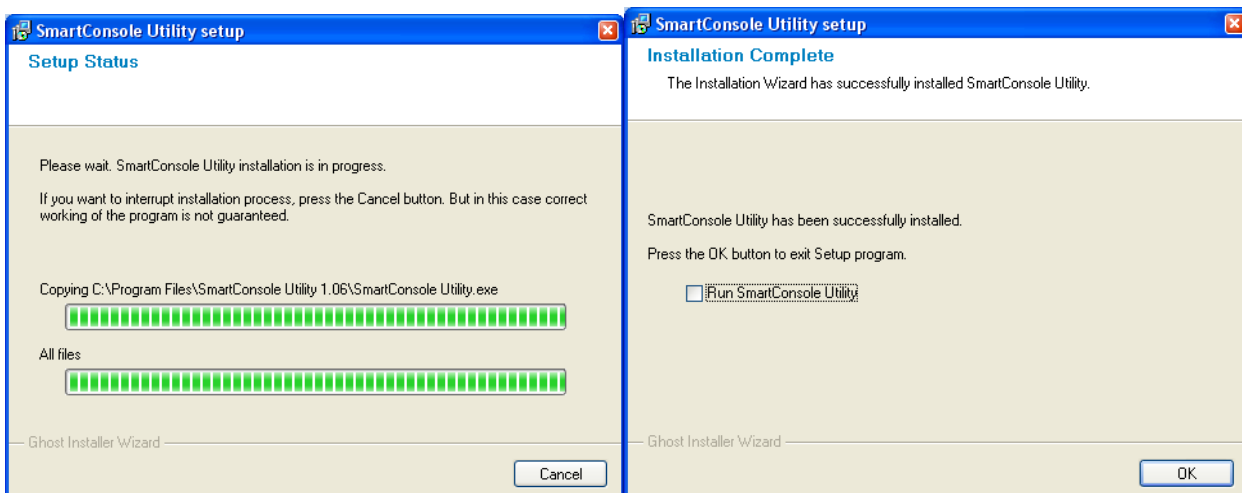 SmartConsole Utility setup
Setup Status
Please wait. SmartConsole Utility installation is in progress.
If you want to interrupt installation process, press the Cancel button. But in this case correct
working of the program is not guaranteed.
Copying C:\Program Files\SmartConsole Utility 1.06\SmartConsole Utility.exe
All files
Ghost Installer Wizard
Cancel
SmartConsole Utility setup
Installation Complete
The Installation Wizard has successfully installed SmartConsole Utility.
SmartConsole Utility has been successfully installed.
Press the OK button to exit Setup program.
Run SmartConsole Utility
Ghost Installer Wizard
OK